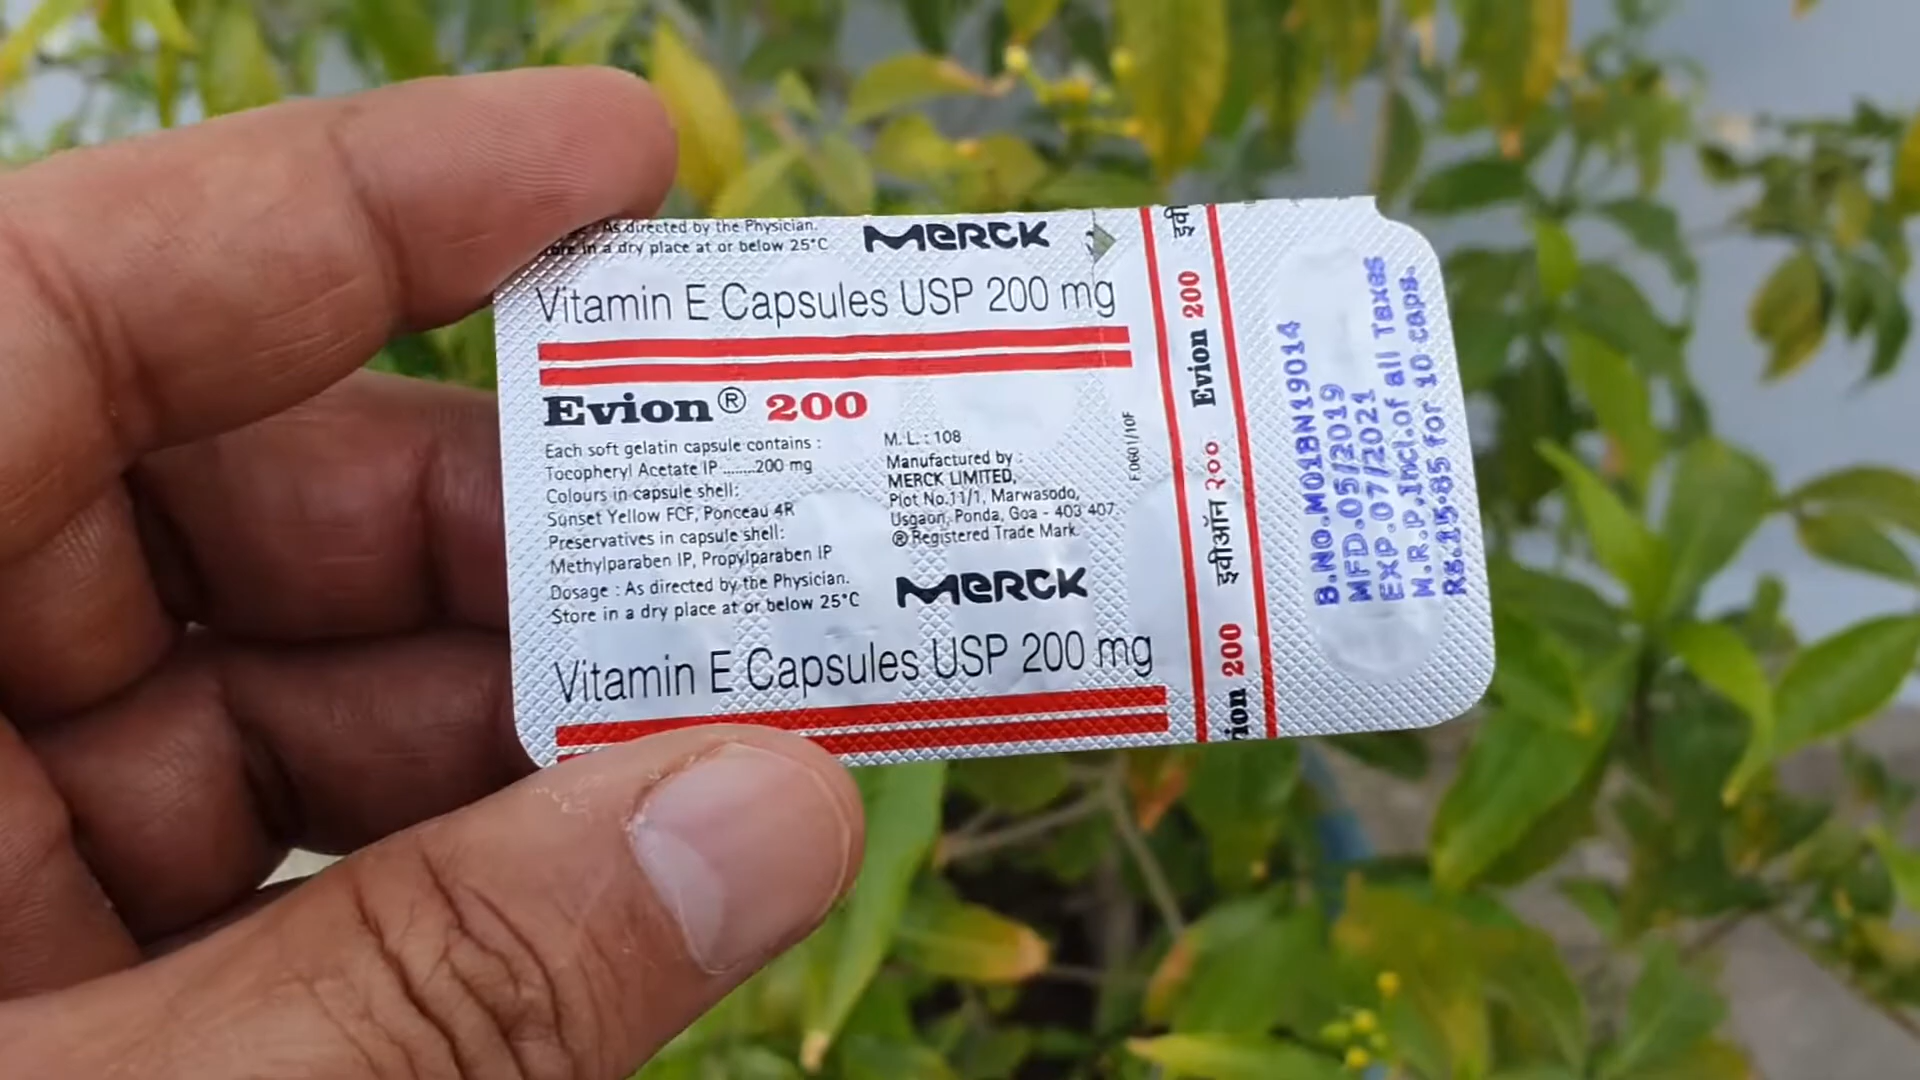 As directed by the Physician.
Store in a dry place at or below 25°C
MERCK
Vitamin E Capsules USP 200 mg
Evion® 200
Each soft gelatin capsule contains :
Tocopheryl Acetate IP ........200 mg
Colours in capsule shell:
Sunset Yellow FCF, Ponceau 4R
Preservatives in capsule shell:
Methylparaben IP, Propylparaben IP
Dosage : As directed by the Physician.
Store in a dry place at or below 25°C
M. L. : 108
Manufactured by :
MERCK LIMITED,
Plot No.11/1, Marwasodo,
Usgaon, Ponda, Goa - 403 407.
® Registered Trade Mark.
MERCK
Vitamin E Capsules USP 200 mg
इवी
Evion 200
इवीऑन २००
ion 200
B.NO.M01BN19014
MFD.05/2019
EXP.07/2021
M.R.P.Incl.of all Taxes
RS.15.85 for 10 caps.